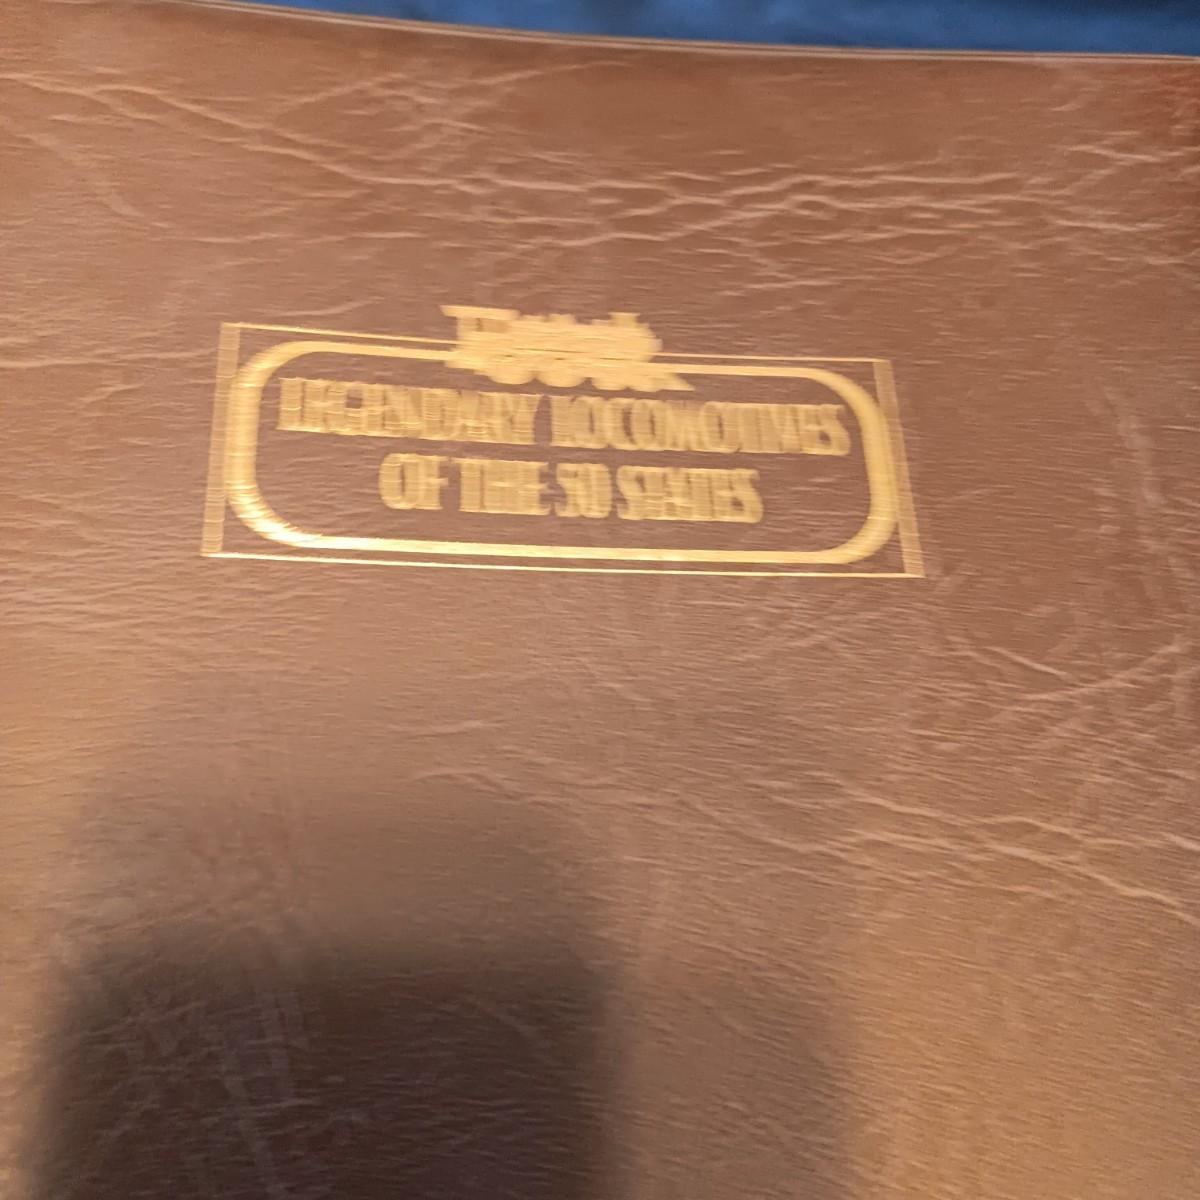 LEGENDARY LOCOMOTIVES
OF THE 50 STATES